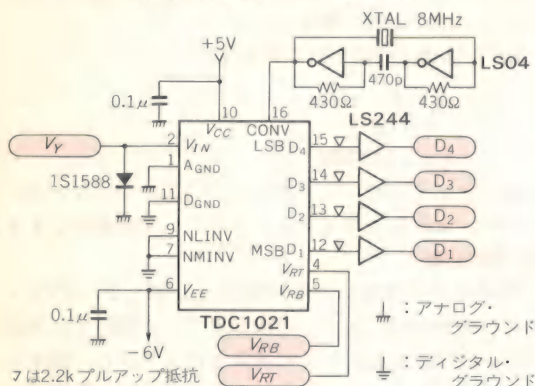 XTAL 8MHz
LS04
470p
430Ω
430Ω
+5V
0.1μ
10
16
VCC
CONV
LS244
VY
2
VIN
LSB D4
15
D4
1
AGND
1S1588
D3
14
D3
11
DGND
D2
13
D2
9
NLINV
7
NMINV
MSB D1
12
D1
VRT
4
6
VEE
VRB
5
0.1μ
TDC1021
−6V
VRB
VRT
：アナログ・
グラウンド
：ディジタル・
グラウンド
は2.2kプルアップ抵抗